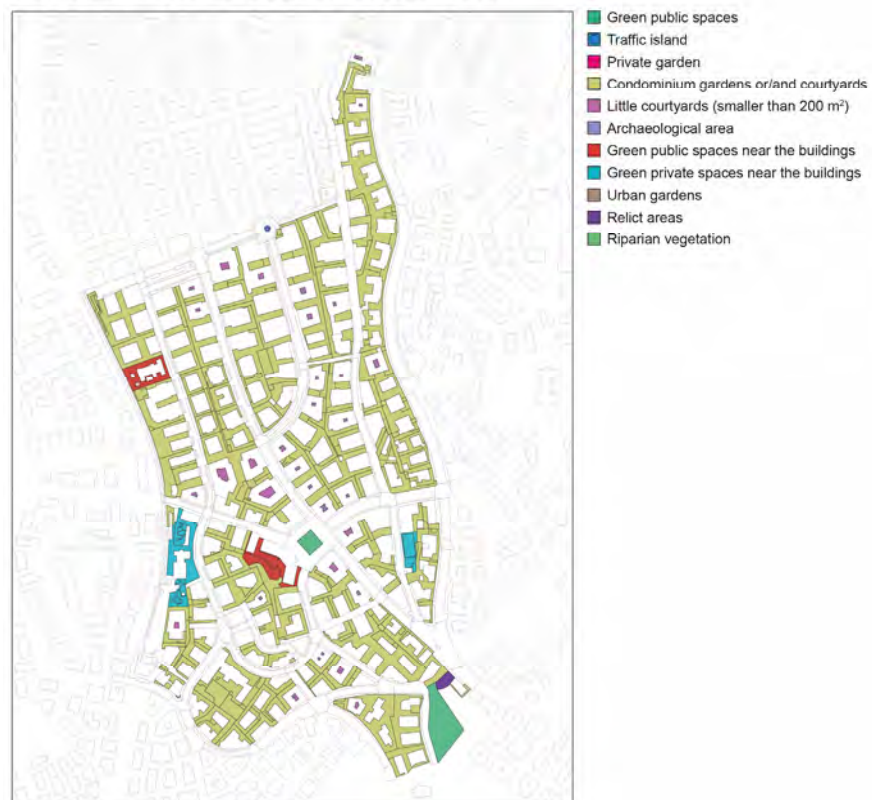 Green public spaces
Traffic island
Private garden
Condominium gardens or/and courtyards
Little courtyards (smaller than 200 m²)
Archaeological area
Green public spaces near the buildings
Green private spaces near the buildings
Urban gardens
Relict areas
Riparian vegetation